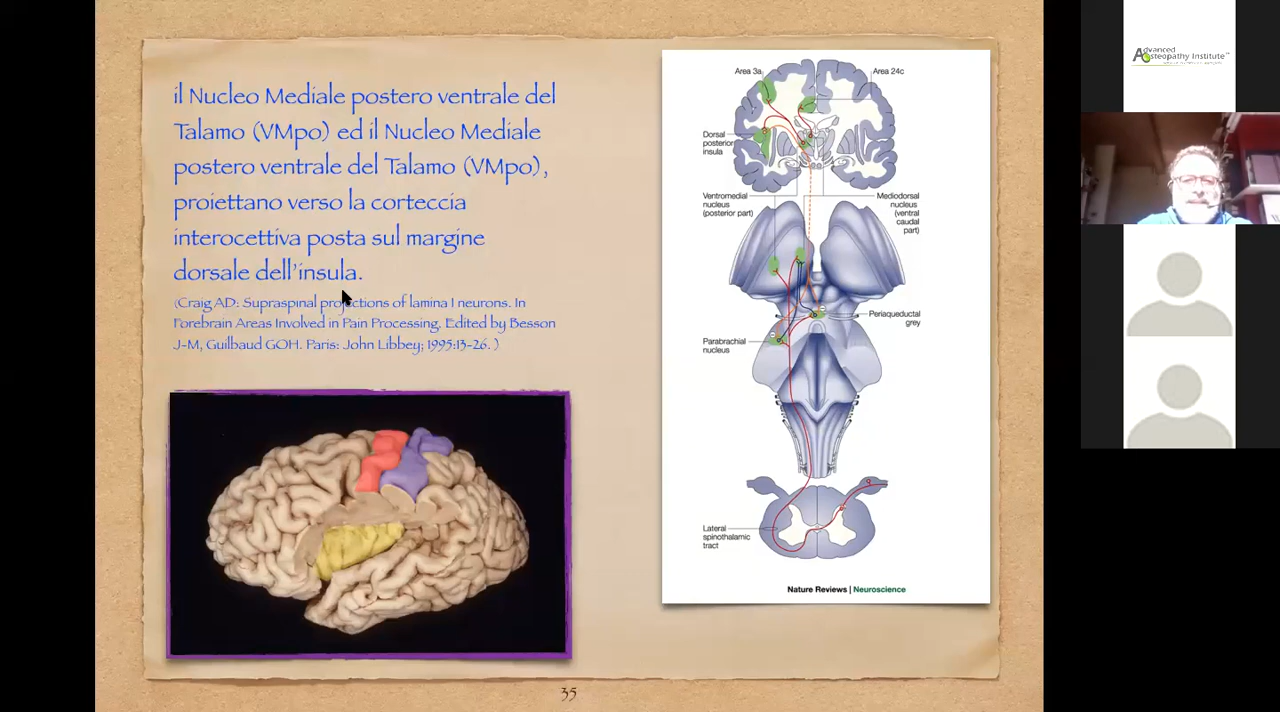 il Nucleo Mediale postero ventrale del
Talamo (VMpo) ed il Nucleo Mediale
postero ventrale del Talamo (VMpo),
proiettano verso la corteccia
interocettiva posta sul margine
dorsale dell'insula.
(Craig AD: Supraspinal projections of lamina I neurons. In
Forebrain Areas Involved in Pain Processing. Edited by Besson
J-M, Guilbaud GOH. Paris: John Libbey; 1995:13-26. )
Area 3a
Area 24c
Dorsal
posterior
insula
Ventromedial
nucleus
(posterior part)
Mediodorsal
nucleus
(ventral
caudal
part)
Periaqueductal
grey
Parabrachial
nucleus
Lateral
spinothalamic
tract
Nature Reviews | Neuroscience
35
Advanced
Osteopathy Institute™